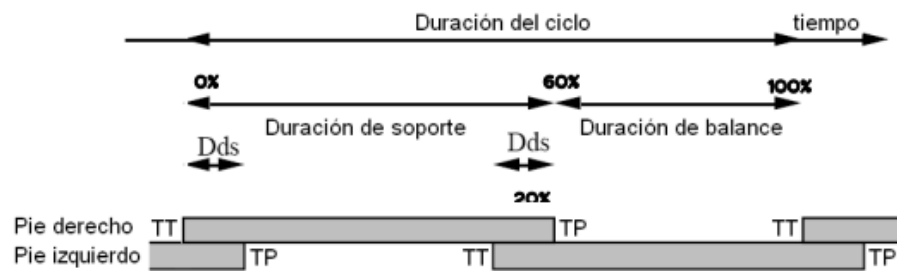 Duración del ciclo tiempo
0% 60% 100%
Duración de soporte Duración de balance
Dds Dds
20%
Pie derecho TT TP TT
Pie izquierdo TP TT TP